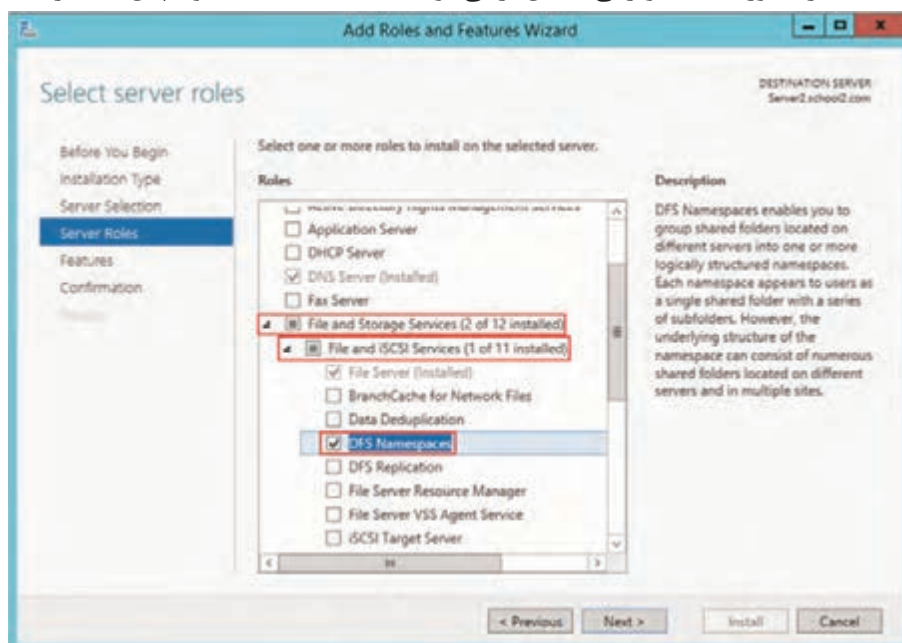 Add Roles and Features Wizard
Select server roles
DESTINATION SERVER
Server2.school2.com
Before You Begin
Installation Type
Server Selection
Server Roles
Features
Confirmation
Select one or more roles to install on the selected server.
Roles
Active Directory Rights Management Services
Application Server
DHCP Server
DNS Server (Installed)
Fax Server
File and Storage Services (2 of 12 installed)
File and iSCSI Services (1 of 11 installed)
File Server (Installed)
BranchCache for Network Files
Data Deduplication
DFS Namespaces
DFS Replication
File Server Resource Manager
File Server VSS Agent Service
iSCSI Target Server
Description
DFS Namespaces enables you to
group shared folders located on
different servers into one or more
logically structured namespaces.
Each namespace appears to users as
a single shared folder with a series
of subfolders. However, the
underlying structure of the
namespace can consist of numerous
shared folders located on different
servers and in multiple sites.
< Previous
Next >
Install
Cancel